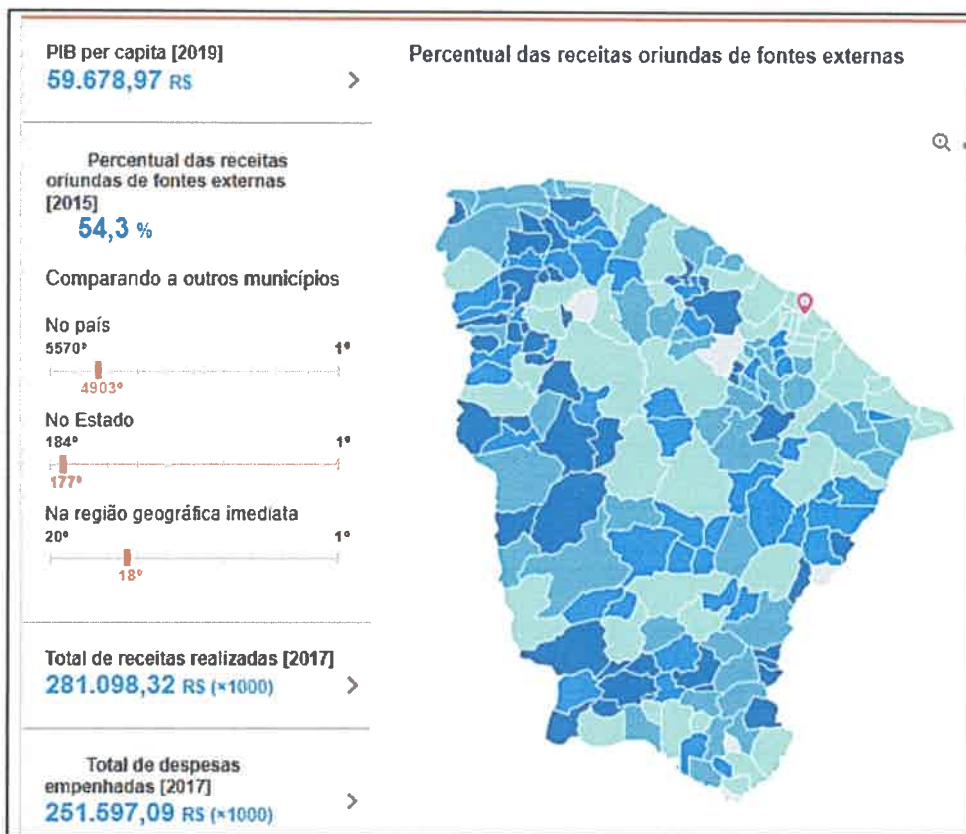 PIB per capita [2019]
59.678,97 R$
Percentual das receitas
oriundas de fontes externas
[2015]
54,3 %
Comparando a outros municípios
No país
5570º 1º
4903º
No Estado
184º 1º
177º
Na região geográfica imediata
20º 1º
18º
Total de receitas realizadas [2017]
281.098,32 R$ (×1000)
Total de despesas
empenhadas [2017]
251.597,09 R$ (×1000)
Percentual das receitas oriundas de fontes externas